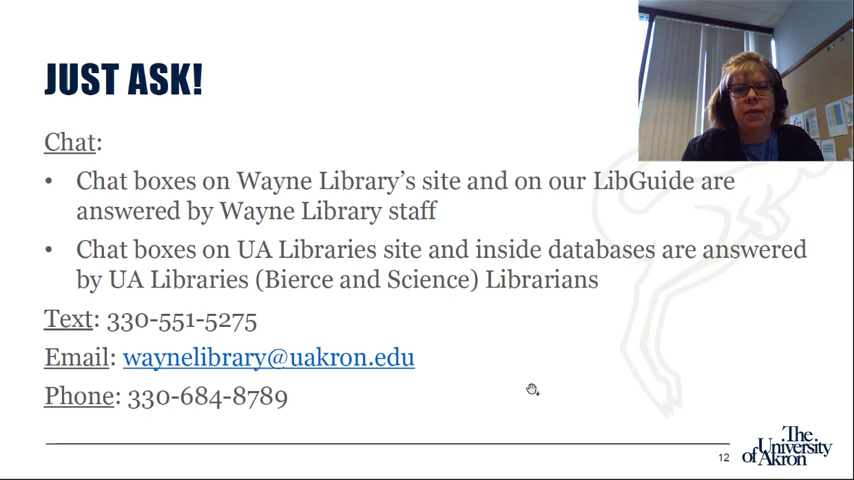 JUST ASK!
Chat:
• Chat boxes on Wayne Library’s site and on our LibGuide are
answered by Wayne Library staff
• Chat boxes on UA Libraries site and inside databases are answered
by UA Libraries (Bierce and Science) Librarians
Text: 330-551-5275
Email: waynelibrary@uakron.edu
Phone: 330-684-8789
12
The
University
of Akron